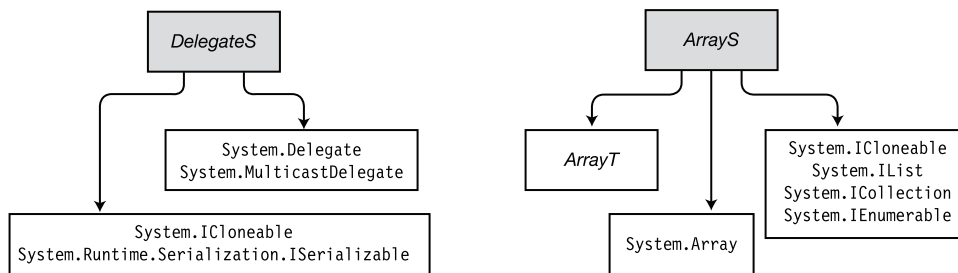 DelegateS
System.Delegate
System.MulticastDelegate
System.ICloneable
System.Runtime.Serialization.ISerializable
ArrayS
ArrayT
System.Array
System.ICloneable
System.IList
System.ICollection
System.IEnumerable